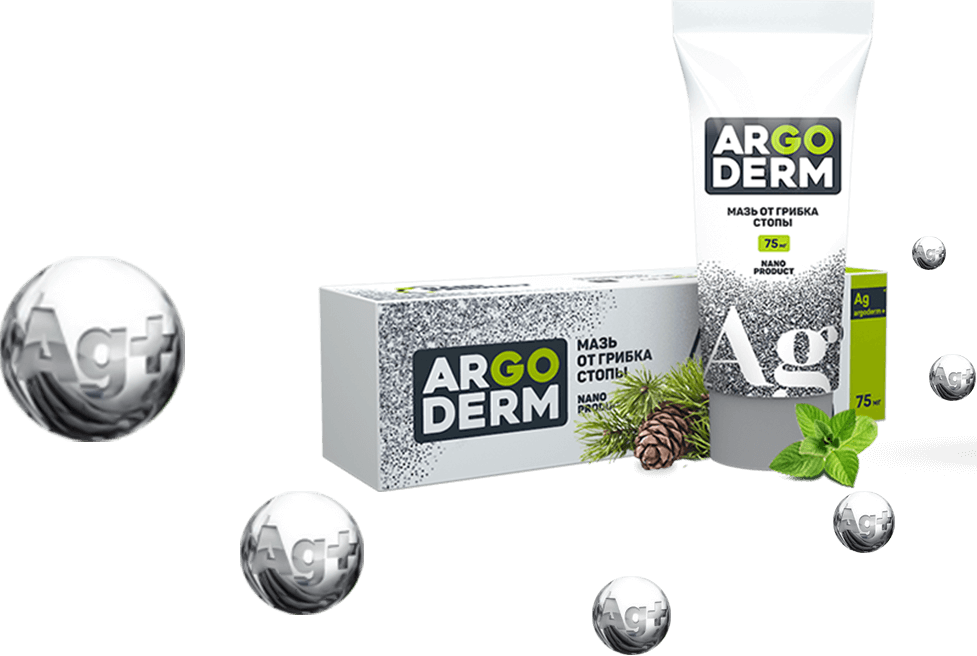 ARGO
DERM
МАЗЬ ОТ ГРИБКА
СТОПЫ
75 мг
NANO
PRODUCT
Ag
Ag
argoderm +
75 мг
ARGO
DERM
МАЗЬ
ОТ ГРИБКА
СТОПЫ
NANO
Ag+
Ag+
Ag+
Ag+
Ag+
Ag+